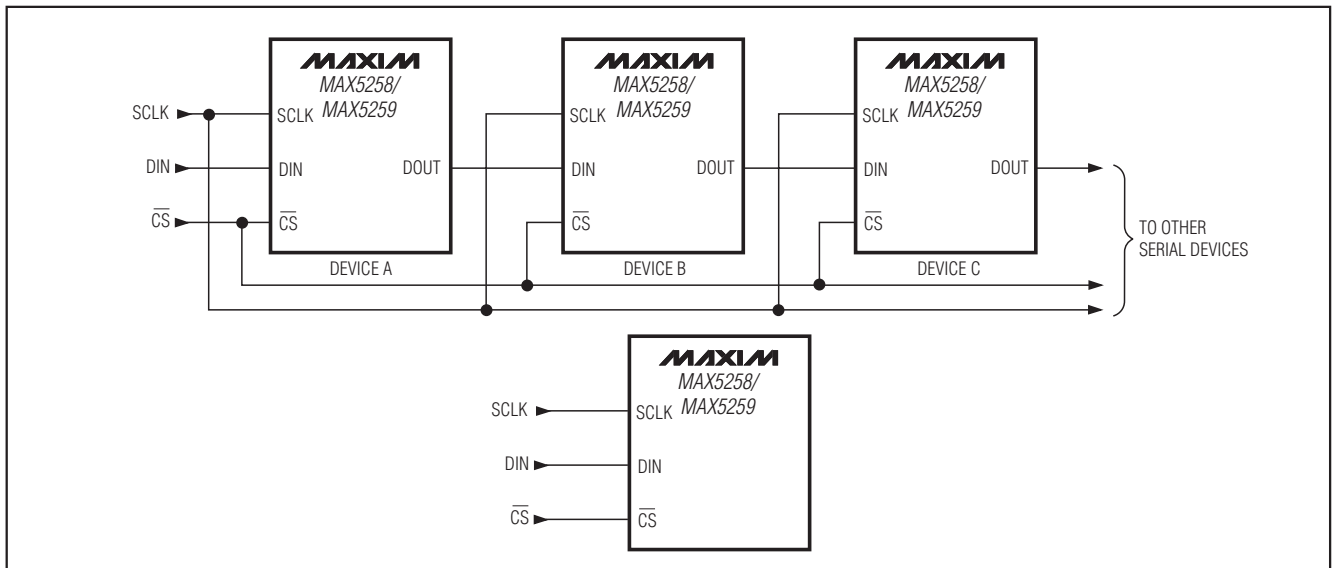 MAXIM
MAX5258/
MAX5259
SCLK
DIN
CS
SCLK
DIN
CS
DOUT
DEVICE A
MAXIM
MAX5258/
MAX5259
SCLK
DIN
CS
DOUT
DEVICE B
MAXIM
MAX5258/
MAX5259
SCLK
DIN
CS
DOUT
DEVICE C
TO OTHER
SERIAL DEVICES
MAXIM
MAX5258/
MAX5259
SCLK
DIN
CS
SCLK
DIN
CS